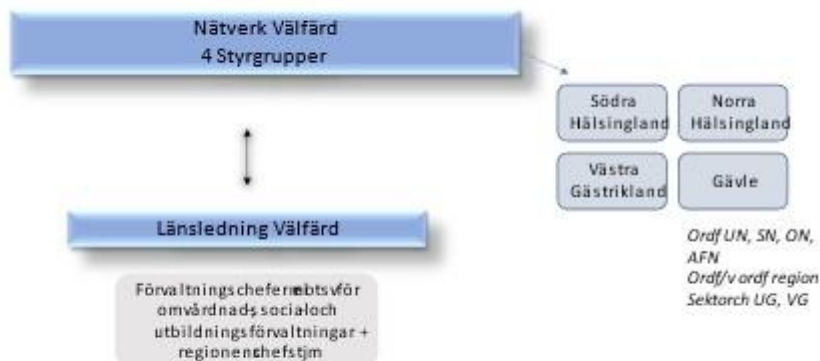 Nätverk Välfärd
4 Styrgrupper
Södra
Hälsingland
Norra
Hälsingland
Västra
Gästrikland
Gävle
Ordf UN, SN, ON,
AFN
Ordf/v ordf region
Sektorch UG, VG
Länsledning Välfärd
omvårdnads, social- och
utbildningsförvaltningar +